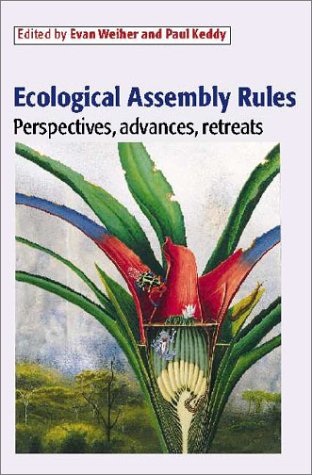 Edited by Evan Weiher and Paul Keddy
Ecological Assembly Rules
Perspectives, advances, retreats